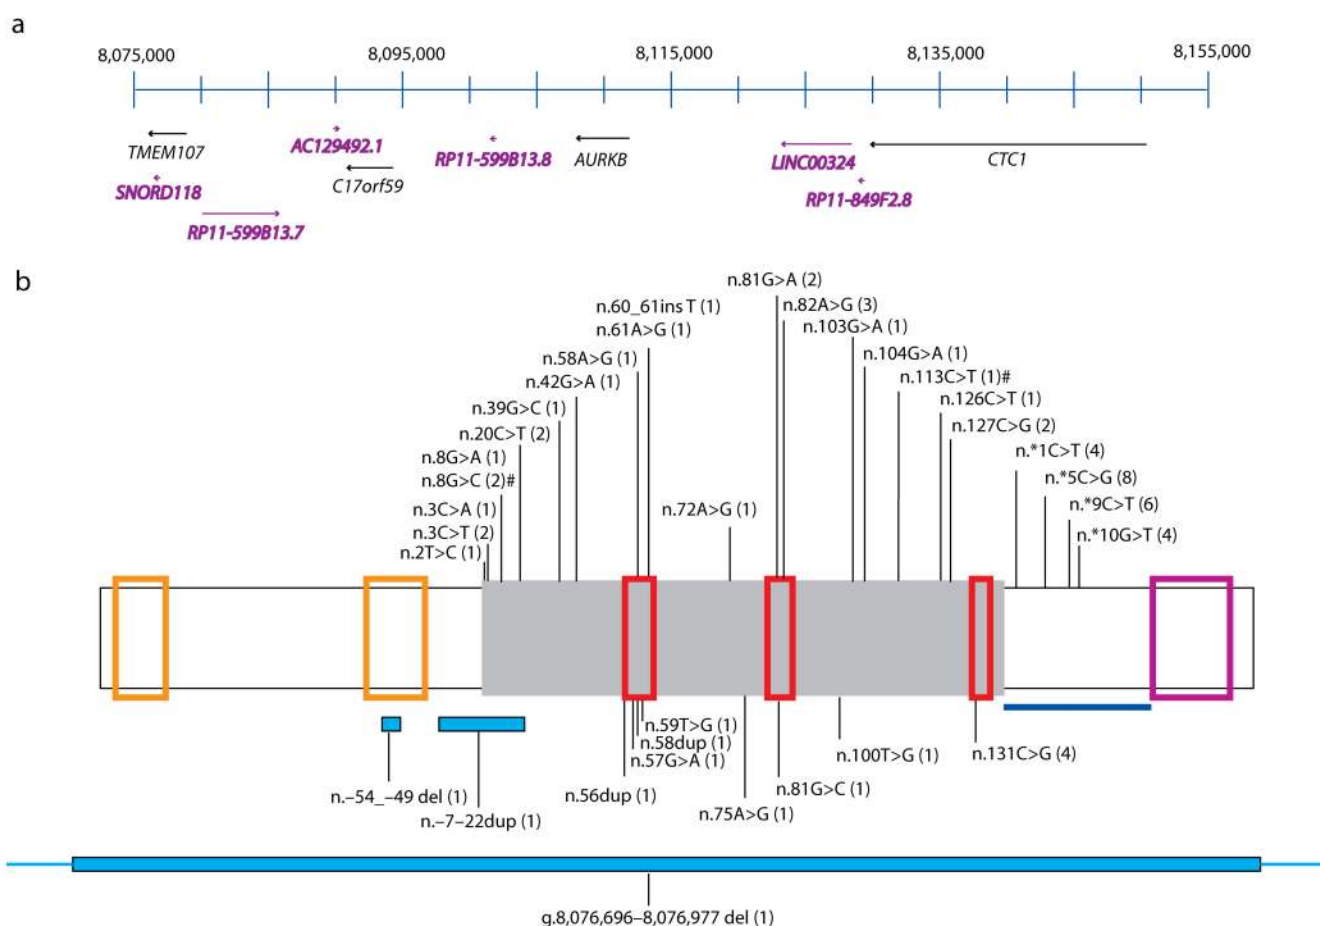 a
8,075,000 8,095,000 8,115,000 8,135,000 8,155,000
TMEM107
SNORD118
RP11-599B13.7
AC129492.1
C17orf59
RP11-599B13.8
AURKB
LINC00324
RP11-849F2.8
CTC1
b
n.81G>A (2)
n.60_61ins T (1)
n.82A>G (3)
n.61A>G (1)
n.103G>A (1)
n.58A>G (1)
n.104G>A (1)
n.42G>A (1)
n.113C>T (1)#
n.39G>C (1)
n.126C>T (1)
n.20C>T (2)
n.127C>G (2)
n.8G>A (1)
n.*1C>T (4)
n.8G>C (2)#
n.*5C>G (8)
n.3C>A (1)
n.72A>G (1)
n.*9C>T (6)
n.3C>T (2)
n.*10G>T (4)
n.2T>C (1)
n.59T>G (1)
n.58dup (1)
n.57G>A (1)
n.100T>G (1)
n.131C>G (4)
n.–54_–49 del (1)
n.56dup (1)
n.81G>C (1)
n.–7–22dup (1)
n.75A>G (1)
g.8,076,696–8,076,977 del (1)